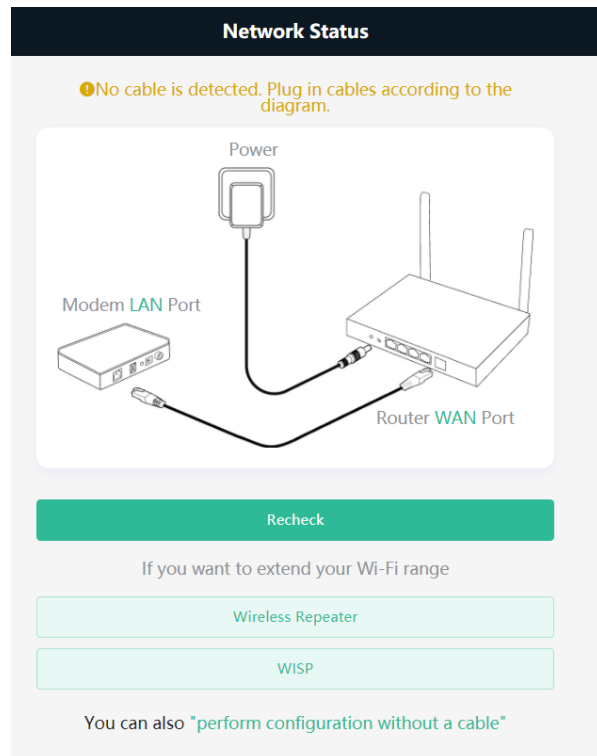 Network Status
No cable is detected. Plug in cables according to the
diagram.
Power
Modem LAN Port
Router WAN Port
Recheck
If you want to extend your Wi-Fi range
Wireless Repeater
WISP
You can also "perform configuration without a cable"